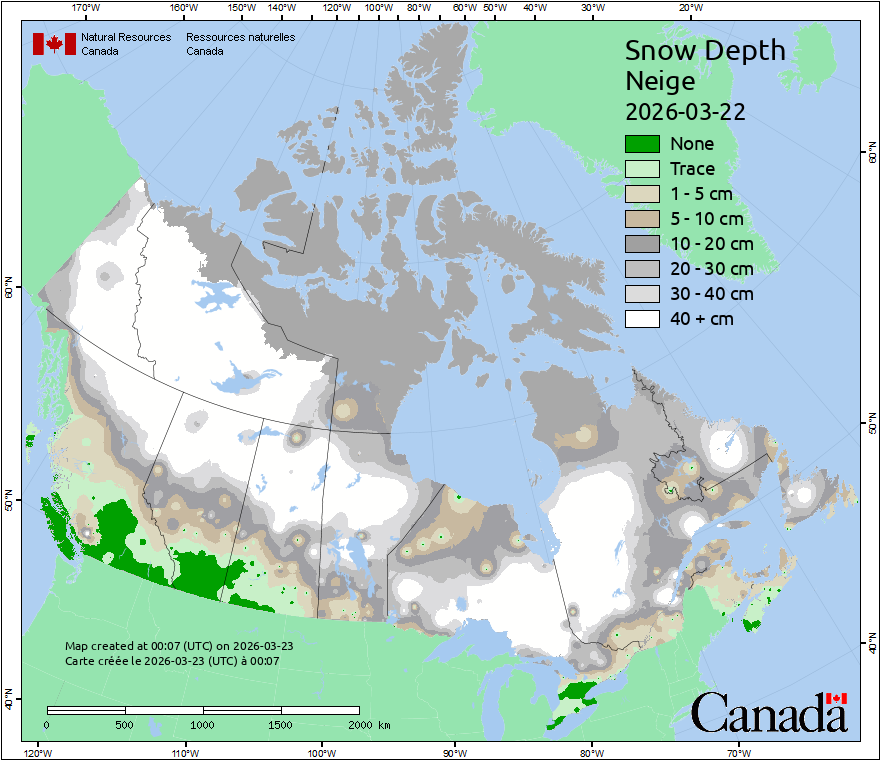 170°W 160°W 150°W 140°W 130°W 120°W 110°W 100°W 90°W 80°W 70°W 60°W 50°W 40°W 30°W 20°W
Natural Resources Canada
Ressources naturelles Canada
Snow Depth
Neige
2026-03-22
None
Trace
1 - 5 cm
5 - 10 cm
10 - 20 cm
20 - 30 cm
30 - 40 cm
40 + cm
60°N
60°N
50°N
50°N
40°N
40°N
Map created at 00:07 (UTC) on 2026-03-23
Carte créée le 2026-03-23 (UTC) à 00:07
0 500 1000 1500 2000 km
Canada
120°W 110°W 100°W 90°W 80°W 70°W